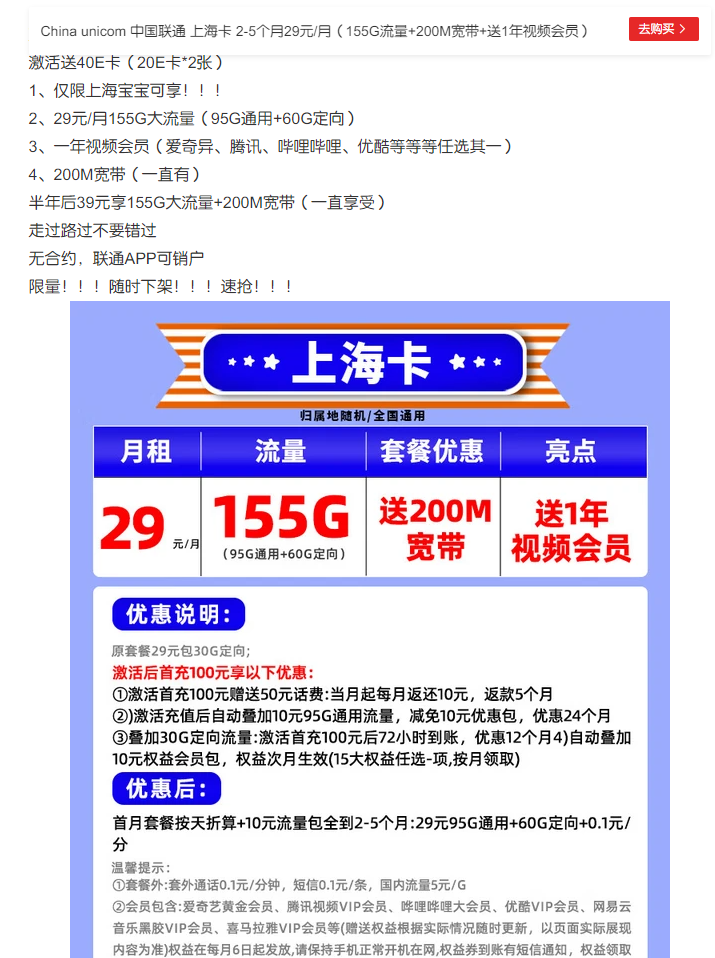 China unicom 中国联通 上海卡 2-5个月29元/月（155G流量+200M宽带+送1年视频会员）
去购买 >
激活送40E卡（20E卡*2张）
1、仅限上海宝宝可享！！！
2、29元/月155G大流量（95G通用+60G定向）
3、一年视频会员（爱奇异、腾讯、哔哩哔哩、优酷等等等任选其一）
4、200M宽带（一直有）
半年后39元享155G大流量+200M宽带（一直享受）
走过路过不要错过
无合约，联通APP可销户
限量！！！随时下架！！！速抢！！！
上海卡
归属地随机/全国通用
月租 流量 套餐优惠 亮点
29元/月 155G （95G通用+60G定向） 送200M宽带 送1年视频会员
优惠说明：
原套餐29元包30G定向；
激活后首充100元享以下优惠：
①激活首充100元赠送50元话费:当月起每月返还10元，返款5个月
②)激活充值后自动叠加10元95G通用流量，减免10元优惠包，优惠24个月
③叠加30G定向流量:激活首充100元后72小时到账，优惠12个月4)自动叠加
10元权益会员包，权益次月生效(15大权益任选-项,按月领取)
优惠后：
首月套餐按天折算+10元流量包全到2-5个月:29元95G通用+60G定向+0.1元/
分
温馨提示：
①套餐外:套外通话0.1元/分钟，短信0.1元/条，国内流量5元/G
②会员包含:爱奇艺黄金会员、腾讯视频VIP会员、哔哩哔哩大会员、优酷VIP会员、网易云
音乐黑胶VIP会员、喜马拉雅VIP会员等(赠送权益根据实际情况随时更新，以页面实际展现
内容为准)权益在每月6日起发放,请保持手机正常开机在网,权益券到账有短信通知，权益领取